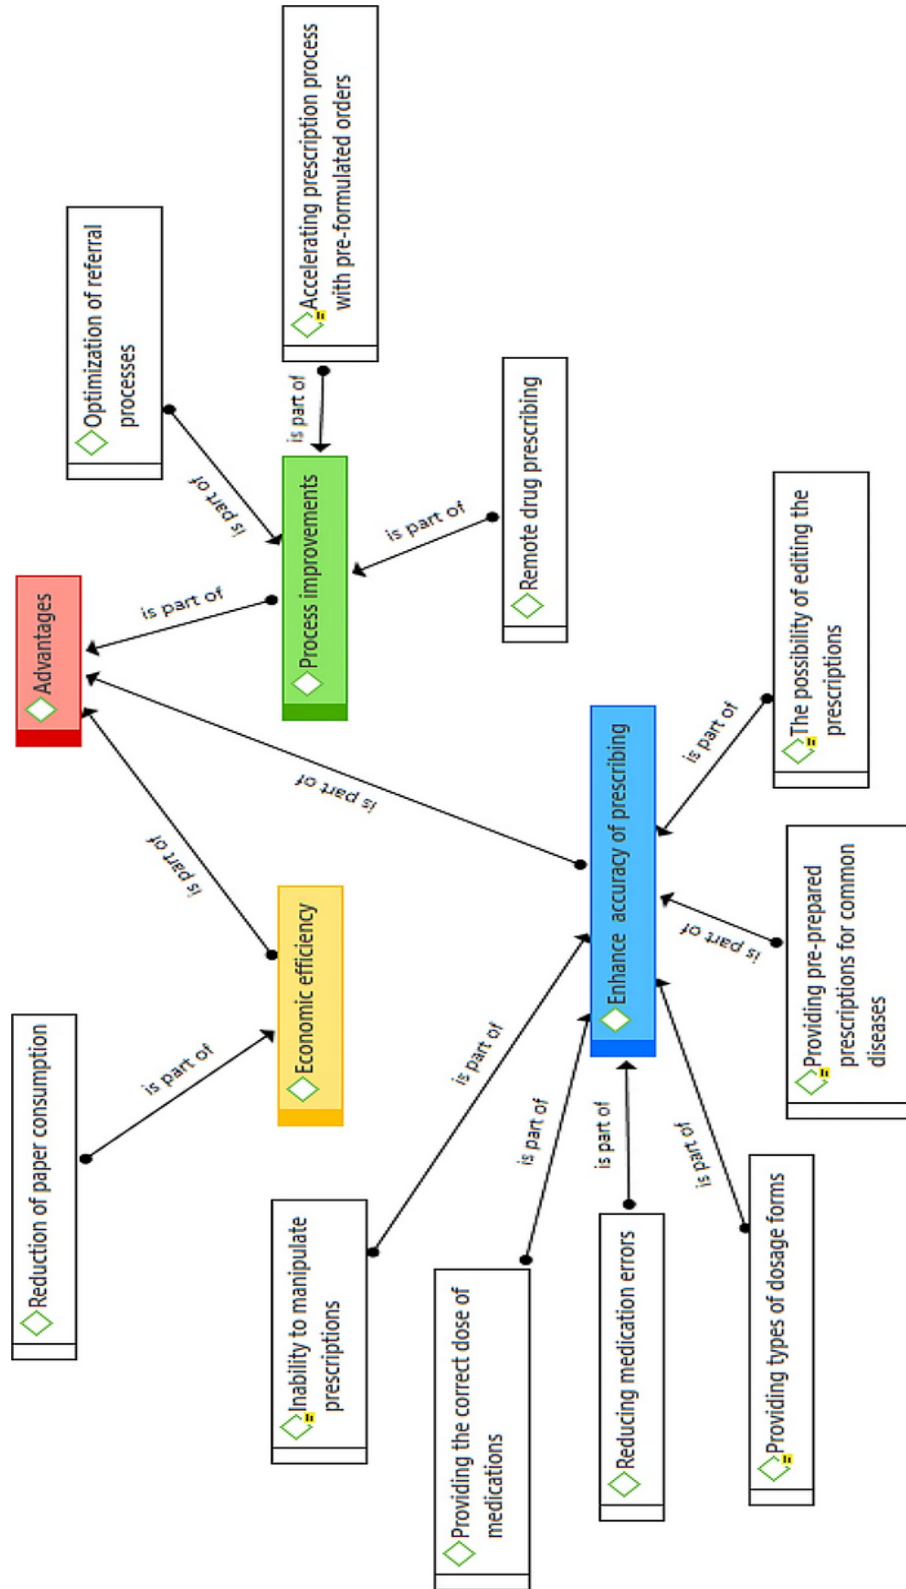 Reduction of paper consumption
Advantages
Optimization of referral
processes
is part of
is part of
is part of
is part of
Inability to manipulate
prescriptions
Economic efficiency
Process improvements
is part of
Accelerating prescription process
with pre-formulated orders
is part of
is part of
is part of
Providing the correct dose of
medications
is part of
Remote drug prescribing
Reducing medication errors
is part of
Enhance accuracy of prescribing
is part of
is part of
is part of
Providing types of dosage forms
Providing pre-prepared
prescriptions for common
diseases
The possibility of editing the
prescriptions